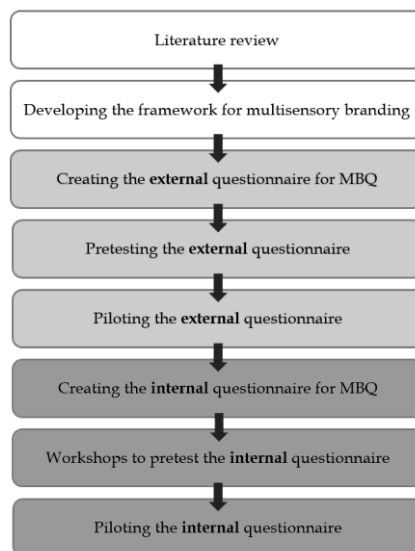 Literature review
Developing the framework for multisensory branding
Creating the external questionnaire for MBQ
Pretesting the external questionnaire
Piloting the external questionnaire
Creating the internal questionnaire for MBQ
Workshops to pretest the internal questionnaire
Piloting the internal questionnaire